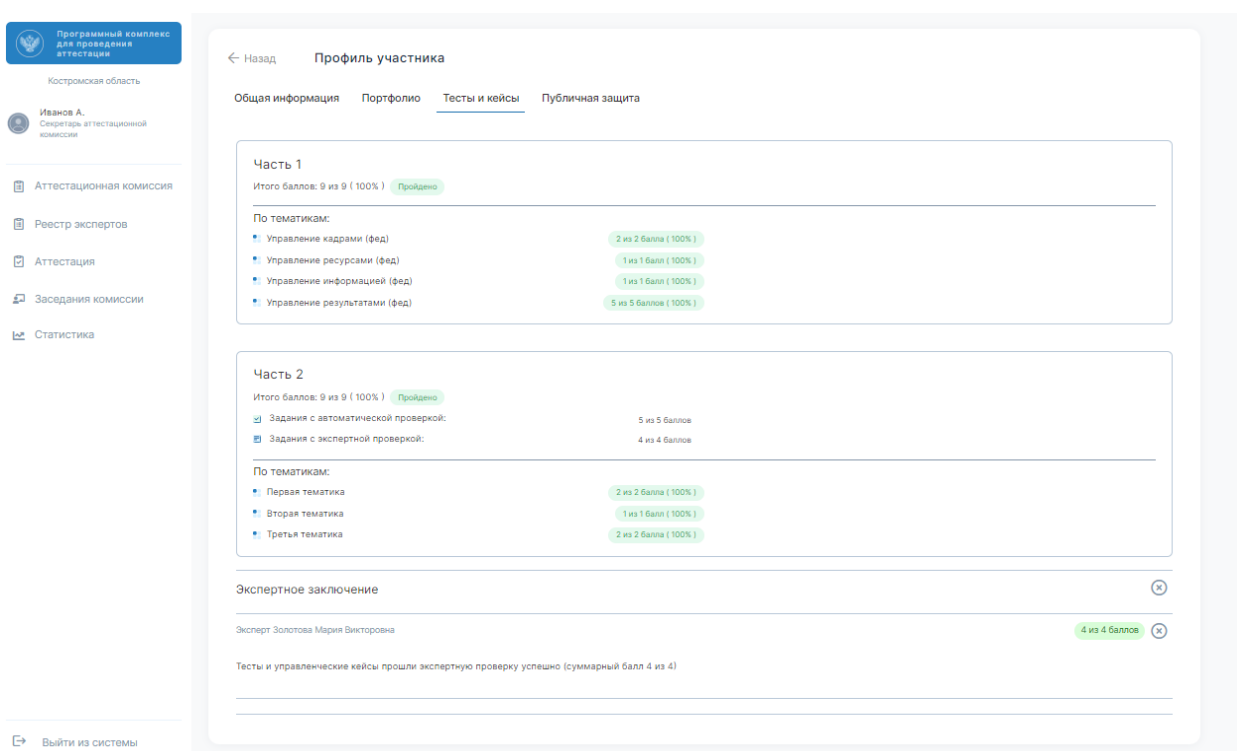 Программный комплекс
для проведения
аттестации
Костромская область
Иванов А.
Секретарь аттестационной
комиссии
Аттестационная комиссия
Реестр экспертов
Аттестация
Заседания комиссии
Статистика
Выйти из системы
← Назад Профиль участника
Общая информация Портфолио Тесты и кейсы Публичная защита
Часть 1
Итого баллов: 9 из 9 ( 100% ) Пройдено
По тематикам:
Управление кадрами (фед) 2 из 2 балла ( 100% )
Управление ресурсами (фед) 1 из 1 балл ( 100% )
Управление информацией (фед) 1 из 1 балл ( 100% )
Управление результатами (фед) 5 из 5 баллов ( 100% )
Часть 2
Итого баллов: 9 из 9 ( 100% ) Пройдено
Задания с автоматической проверкой: 5 из 5 баллов
Задания с экспертной проверкой: 4 из 4 баллов
По тематикам:
Первая тематика 2 из 2 балла ( 100% )
Вторая тематика 1 из 1 балл ( 100% )
Третья тематика 2 из 2 балла ( 100% )
Экспертное заключение
Эксперт Золотова Мария Викторовна 4 из 4 баллов
Тесты и управленческие кейсы прошли экспертную проверку успешно (суммарный балл 4 из 4)